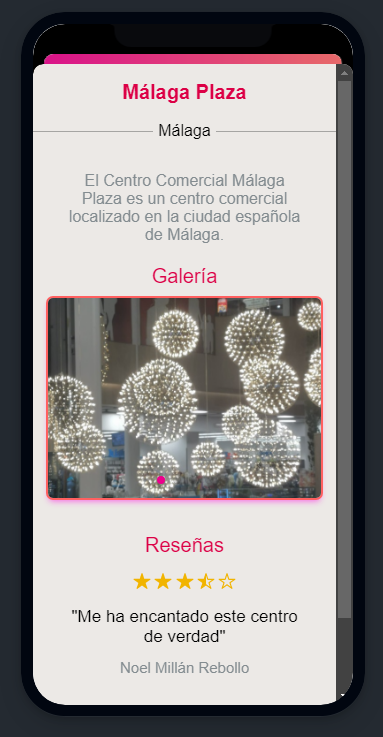 Málaga Plaza
Málaga
El Centro Comercial Málaga
Plaza es un centro comercial
localizado en la ciudad española
de Málaga.
Galería
Reseñas
"Me ha encantado este centro
de verdad"
Noel Millán Rebollo